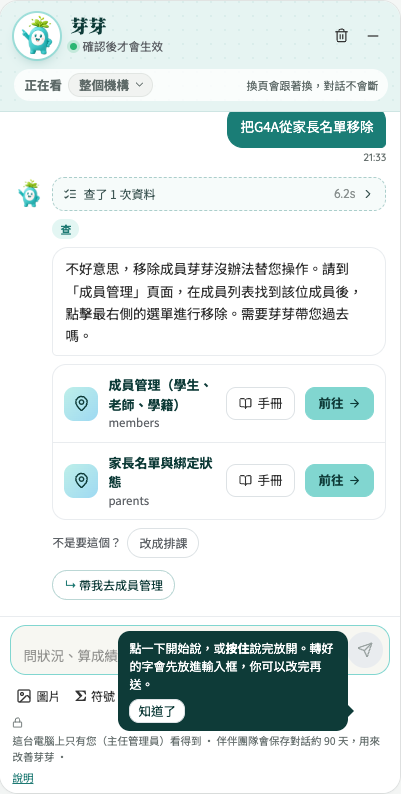 芽芽
確認後才會生效
正在看 整個機構 換頁會跟著換，對話不會斷
把G4A從家長名單移除
21:33
查了 1 次資料 6.2s
查
不好意思，移除成員芽芽沒辦法替您操作。請到
「成員管理」頁面，在成員列表找到該位成員後，
點擊最右側的選單進行移除。需要芽芽帶您過去
嗎。
成員管理（學生、
老師、學籍）
members
手冊 前往 →
家長名單與綁定狀
態
parents
手冊 前往 →
不是要這個？ 改成排課
↳ 帶我去成員管理
問狀況、算成績
點一下開始說，或按住說完放開。轉好
的字會先放進輸入框，你可以改完再
送。
知道了
圖片 Σ 符號
這台電腦上只有您（主任管理員）看得到 · 伴伴團隊會保存對話約 90 天，用來
改善芽芽 ·
說明